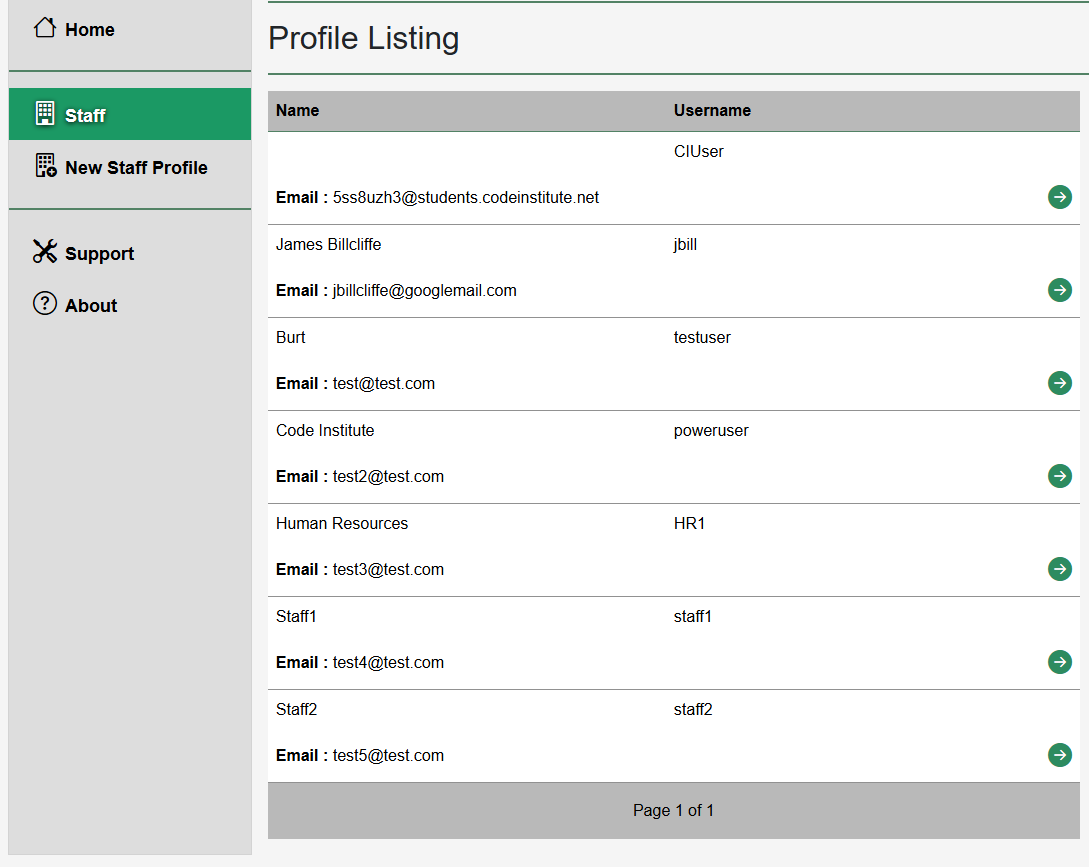 Home
Staff
New Staff Profile
Support
About
Profile Listing
Name Username
CIUser
Email : 5ss8uzh3@students.codeinstitute.net
James Billcliffe jbill
Email : jbillcliffe@googlemail.com
Burt testuser
Email : test@test.com
Code Institute poweruser
Email : test2@test.com
Human Resources HR1
Email : test3@test.com
Staff1 staff1
Email : test4@test.com
Staff2 staff2
Email : test5@test.com
Page 1 of 1